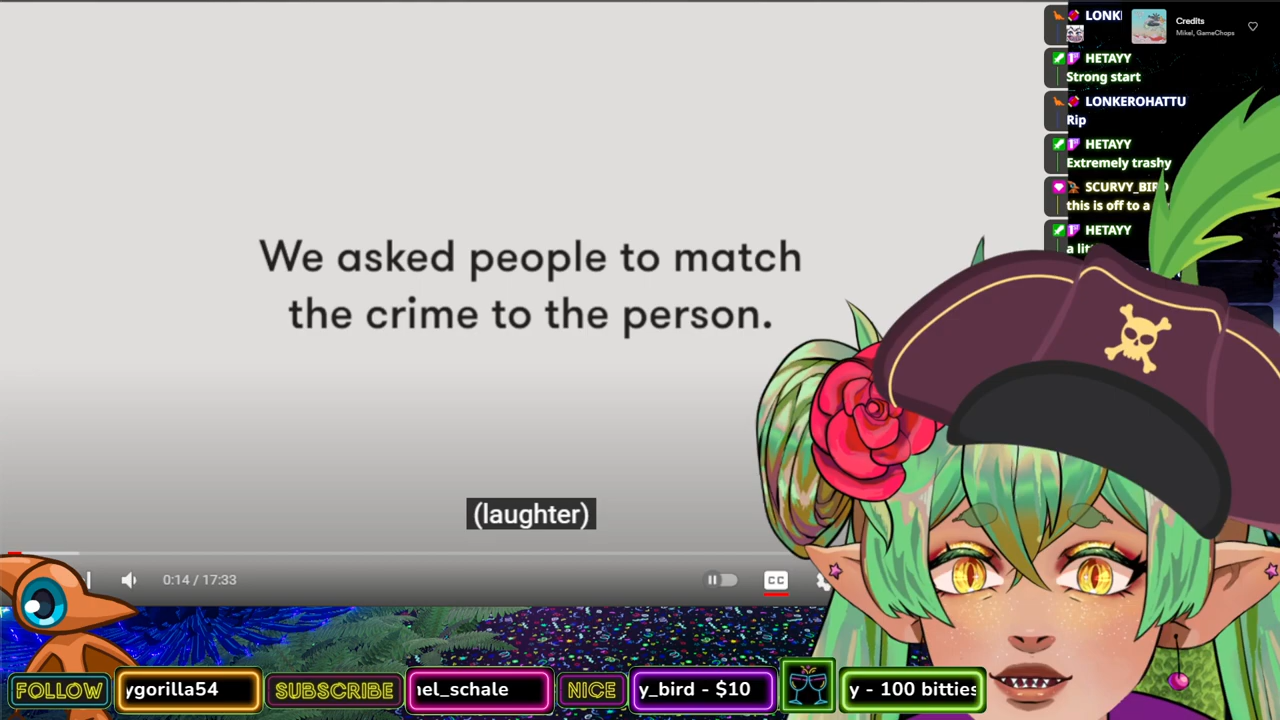 We asked people to match
the crime to the person.
(laughter)
0:14 / 17:33
CC
LONK
Credits
Mikel, GameChops
HETAYY
Strong start
LONKEROHATTU
Rip
HETAYY
Extremely trashy
SCURVY_BIRD
this is off to a
HETAYY
a lit
FOLLOW
ygorilla54
SUBSCRIBE
el_schale
NICE
y_bird - $10
y - 100 bitties